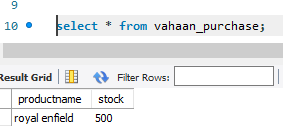 9
10 select * from vahaan_purchase;
Result Grid Filter Rows:
productname stock
royal enfield 500